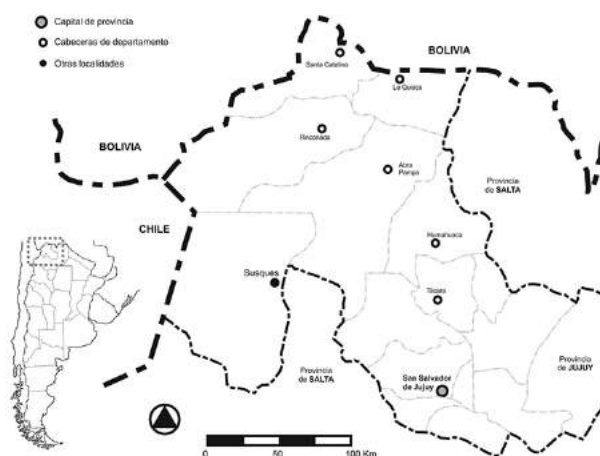 Capital de provincia
Cabeceras de departamento
Otras localidades
BOLIVIA
Santa Catalina
La Quiaca
BOLIVIA
Rinconada
Abra
Pampa
Provincia
de SALTA
CHILE
Humahuaca
Susques
Tilcara
Provincia
de SALTA
Provincia
de JUJUY
San Salvador
de Jujuy
0
50
100 Km